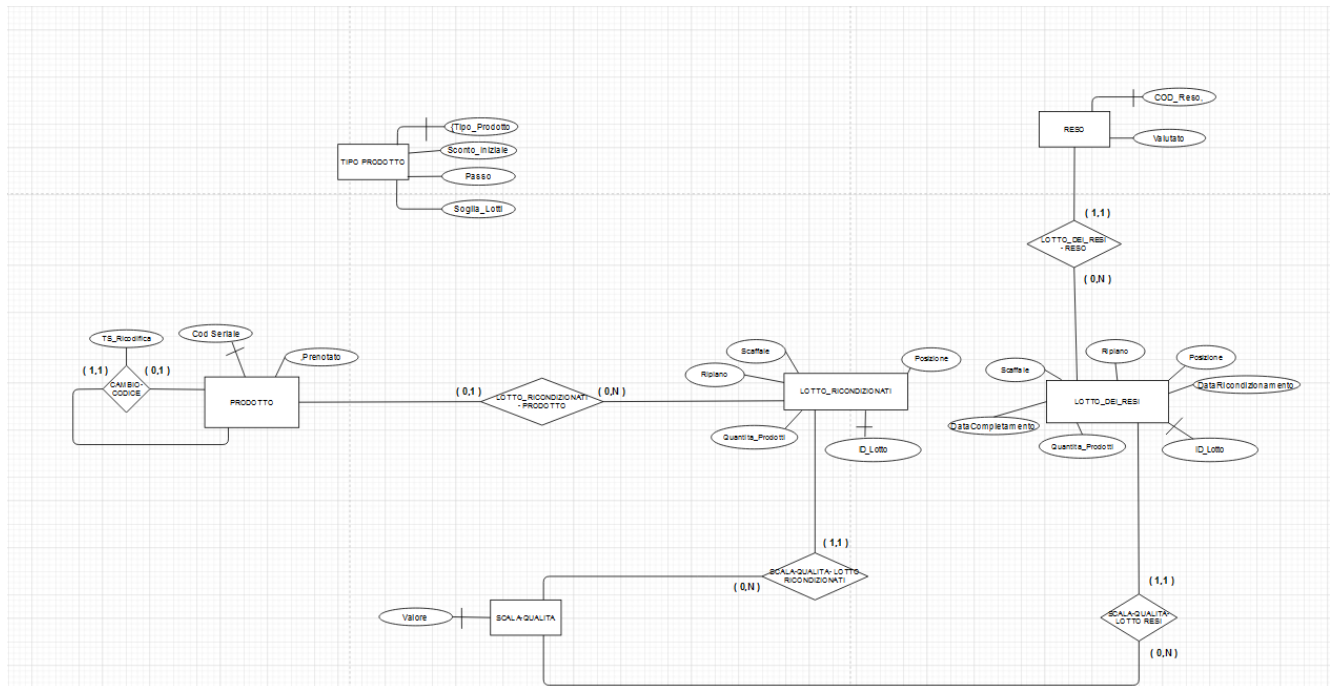 COD_Reso,
{Tipo_Prodotto
RESO
Valutato
Sconto_Iniziale
TIPO PRODOTTO
Passo
Soglia_Lotti
( 1,1 )
LOTTO_DEI_RESI
- RESO
( 0,N )
TS_Ricodifica
Cod Seriale
.Prenotato
( 1,1 )
( 0,1 )
CAMBIO-
CODICE
PRODOTTO
( 0,1 )
LOTTO_RICONDIZIONATI
- PRODOTTO
( 0,N )
Scaffale
Ripiano
Posizione
LOTTO_RICONDIZIONATI
Quantita_Prodotti
ID_Lotto
Ripiano
Scaffale
Posizione
DataRicondizionamento
LOTTO_DEI_RESI
DataCompletamento
Quantita_Prodotti
ID_Lotto
( 1,1 )
SCALA-QUALITA- LOTTO
RICONDIZIONATI
( 0,N )
Valore
SCALA-QUALITA
( 1,1 )
SCALA-QUALITA-
LOTTO RESI
( 0,N )